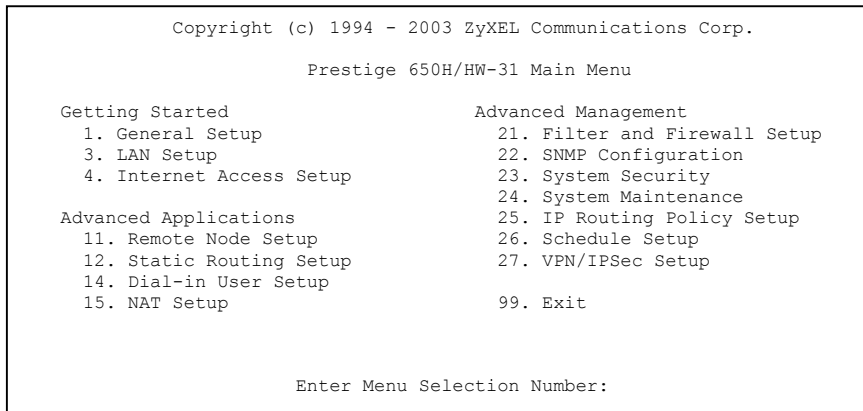 Copyright (c) 1994 - 2003 ZyXEL Communications Corp.
Prestige 650H/HW-31 Main Menu
Getting Started
1. General Setup
3. LAN Setup
4. Internet Access Setup
Advanced Applications
11. Remote Node Setup
12. Static Routing Setup
14. Dial-in User Setup
15. NAT Setup
Advanced Management
21. Filter and Firewall Setup
22. SNMP Configuration
23. System Security
24. System Maintenance
25. IP Routing Policy Setup
26. Schedule Setup
27. VPN/IPSec Setup
99. Exit
Enter Menu Selection Number: